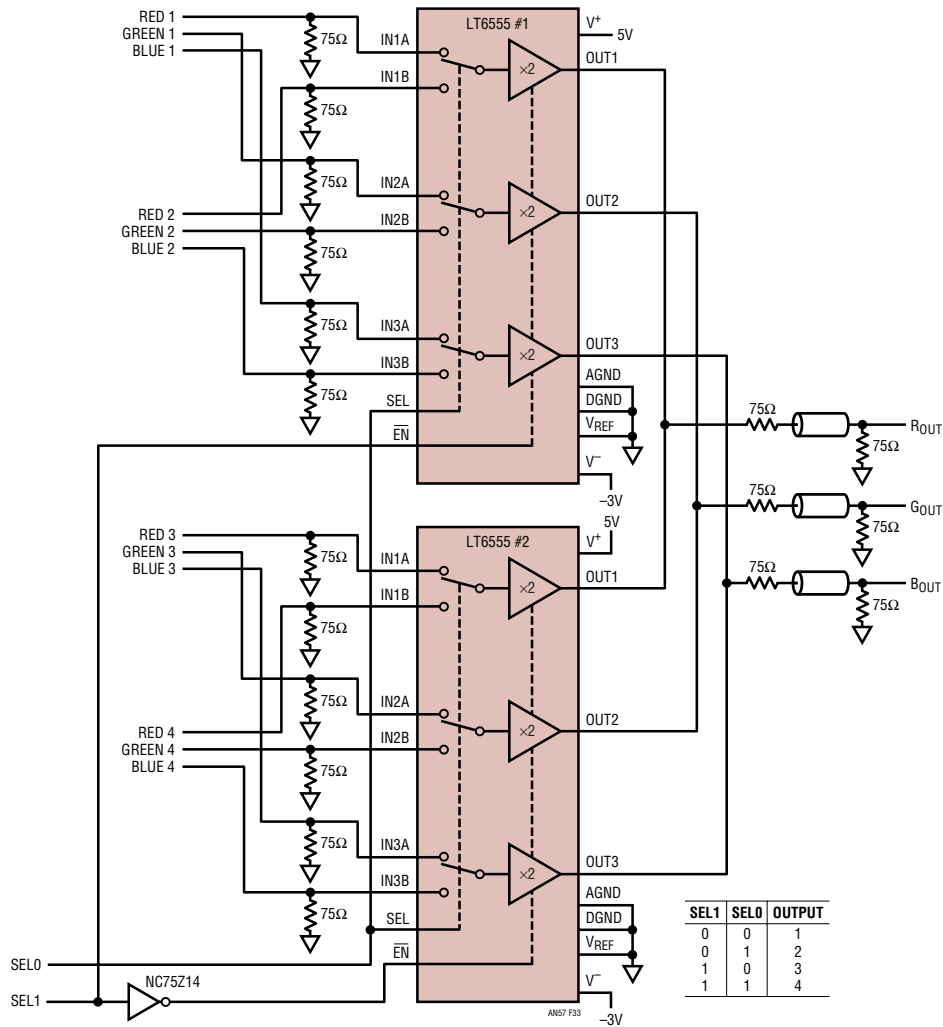 RED 1
GREEN 1
BLUE 1
75Ω
IN1A
IN1B
75Ω
75Ω
IN2A
RED 2
GREEN 2
BLUE 2
IN2B
75Ω
75Ω
IN3A
IN3B
75Ω
SEL
EN
LT6555 #1
×2
×2
×2
V+
5V
OUT1
OUT2
OUT3
AGND
DGND
VREF
V–
–3V
75Ω
ROUT
75Ω
75Ω
GOUT
75Ω
75Ω
BOUT
75Ω
RED 3
GREEN 3
BLUE 3
75Ω
IN1A
IN1B
75Ω
75Ω
IN2A
RED 4
GREEN 4
BLUE 4
IN2B
75Ω
75Ω
IN3A
IN3B
75Ω
SEL
EN
LT6555 #2
×2
×2
×2
5V
V+
OUT1
OUT2
OUT3
AGND
DGND
VREF
V–
–3V
SEL0
SEL1
NC75Z14
AN57 F33
SEL1 SEL0 OUTPUT
0 0 1
0 1 2
1 0 3
1 1 4